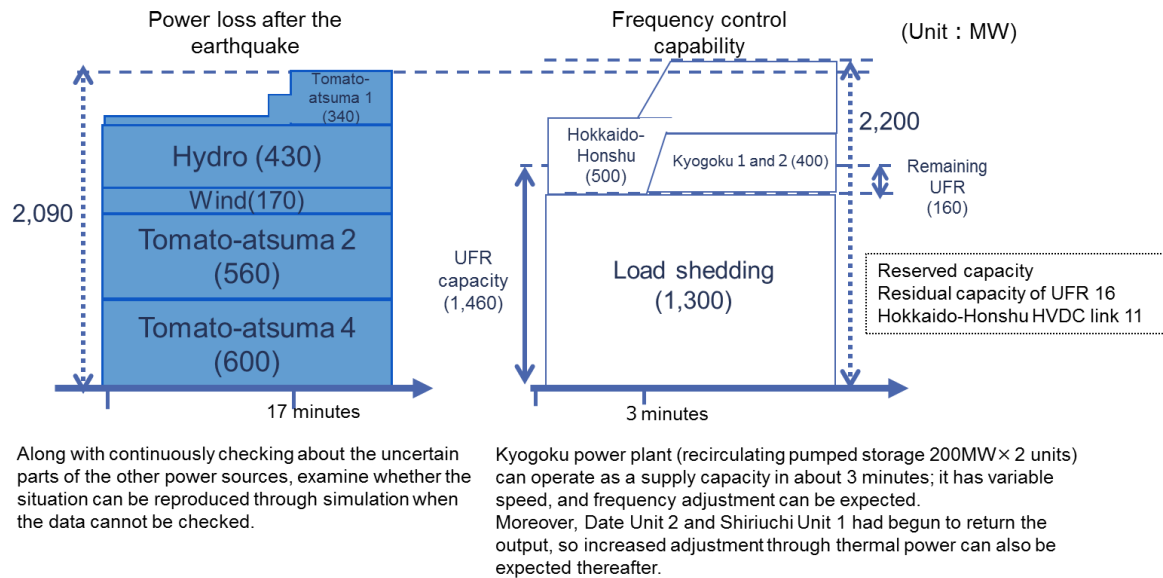 Power loss after the
earthquake
Frequency control
capability
(Unit：MW)
2,090
Tomato-
atsuma 1
(340)
Hydro (430)
Wind(170)
Tomato-atsuma 2
(560)
Tomato-atsuma 4
(600)
17 minutes
UFR
capacity
(1,460)
Hokkaido-
Honshu
(500)
Kyogoku 1 and 2 (400)
Load shedding
(1,300)
3 minutes
2,200
Remaining
UFR
(160)
Reserved capacity
Residual capacity of UFR 16
Hokkaido-Honshu HVDC link 11
Along with continuously checking about the uncertain
parts of the other power sources, examine whether the
situation can be reproduced through simulation when
the data cannot be checked.
Kyogoku power plant (recirculating pumped storage 200MW×2 units)
can operate as a supply capacity in about 3 minutes; it has variable
speed, and frequency adjustment can be expected.
Moreover, Date Unit 2 and Shiriuchi Unit 1 had begun to return the
output, so increased adjustment through thermal power can also be
expected thereafter.